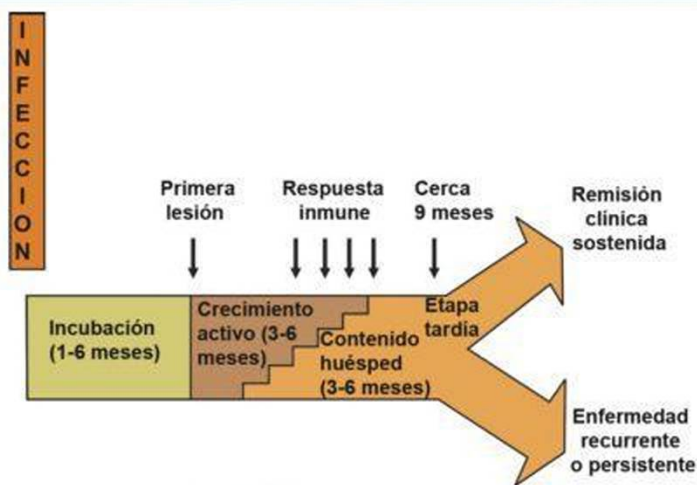 INFECCION
Primera
lesión
Respuesta
inmune
Cerca
9 meses
Remisión
clínica
sostenida
Incubación
(1-6 meses)
Crecimiento
activo (3-6
meses)
Contenido
huésped
(3-6 meses)
Etapa
tardia
Enfermedad
recurrente
o persistente